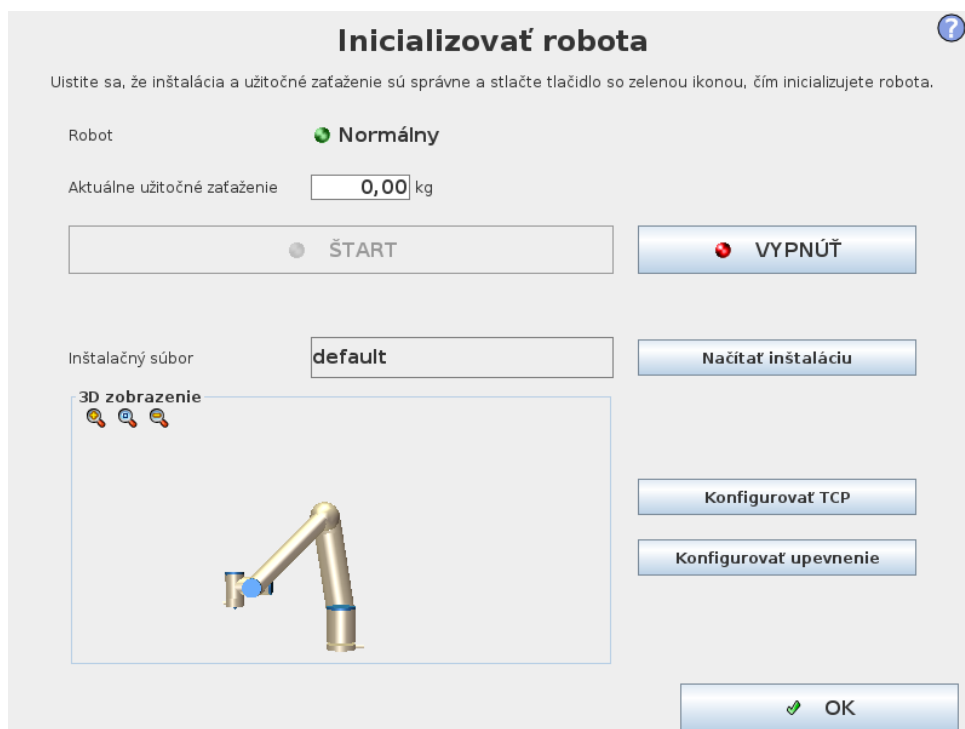 Inicializovať robota
?
Uistite sa, že inštalácia a užitočné zaťaženie sú správne a stlačte tlačidlo so zelenou ikonou, čím inicializujete robota.
Robot
Normálny
Aktuálne užitočné zaťaženie
0,00 kg
ŠTART
VYPNÚŤ
Inštalačný súbor
default
Načítať inštaláciu
3D zobrazenie
Konfigurovať TCP
Konfigurovať upevnenie
OK